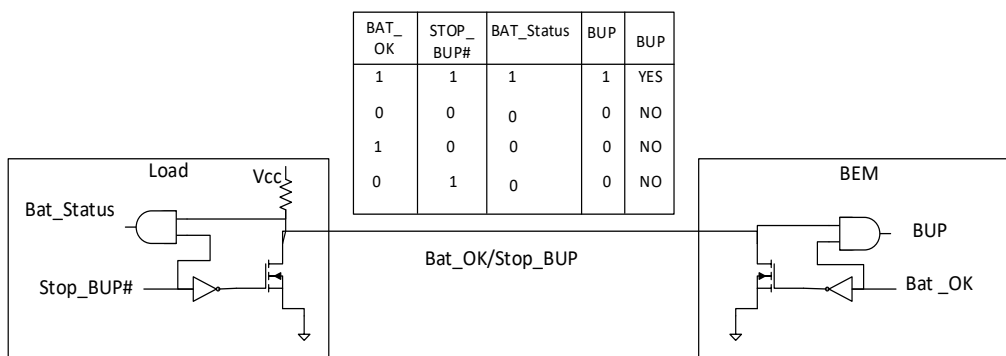 BAT_ STOP_ BAT_Status BUP BUP
OK BUP#
1 1 1 1 YES
0 0 0 0 NO
1 0 0 0 NO
0 1 0 0 NO
Load
BEM
Vcc
Bat_Status
BUP
Bat_OK/Stop_BUP
Stop_BUP#
Bat _OK